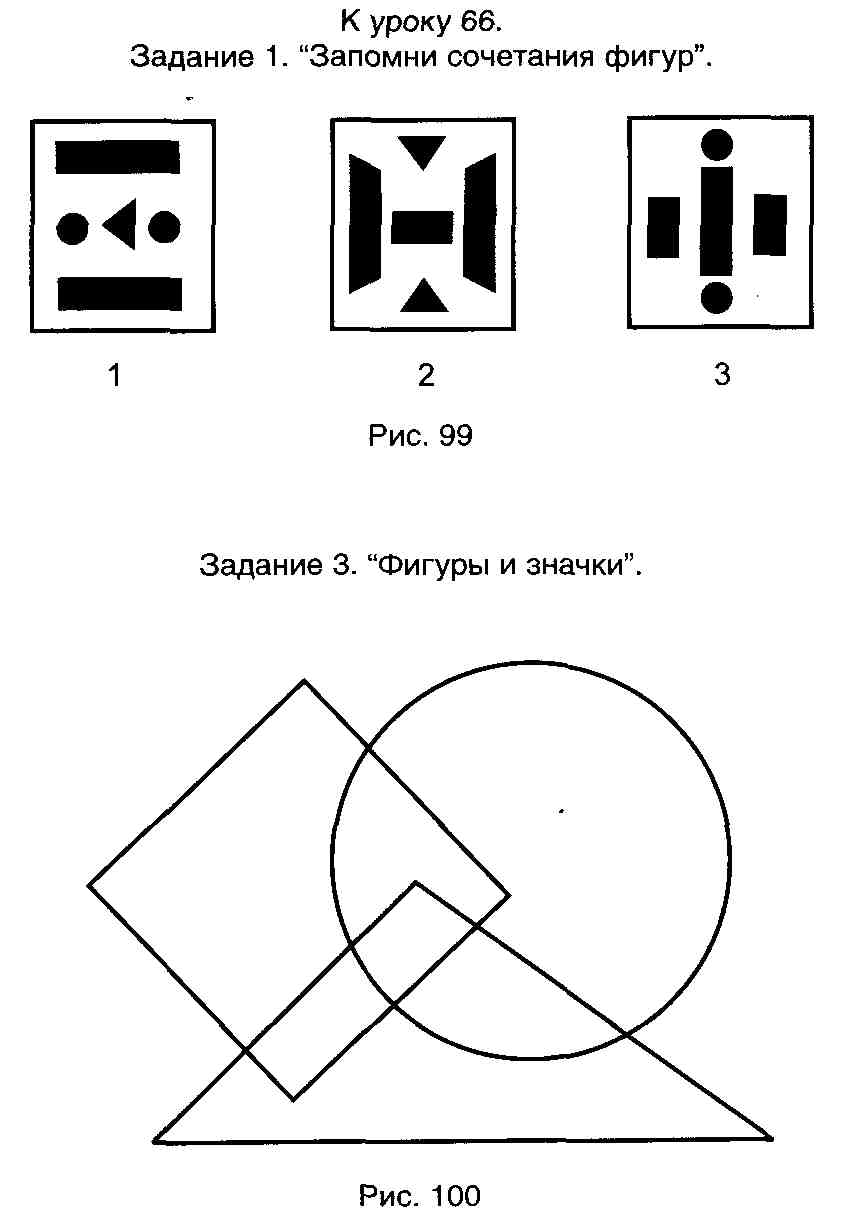 К уроку 66.
Задание 1. “Запомни сочетания фигур”.
1 2 3
Рис. 99
Задание 3. “Фигуры и значки”.
Рис. 100